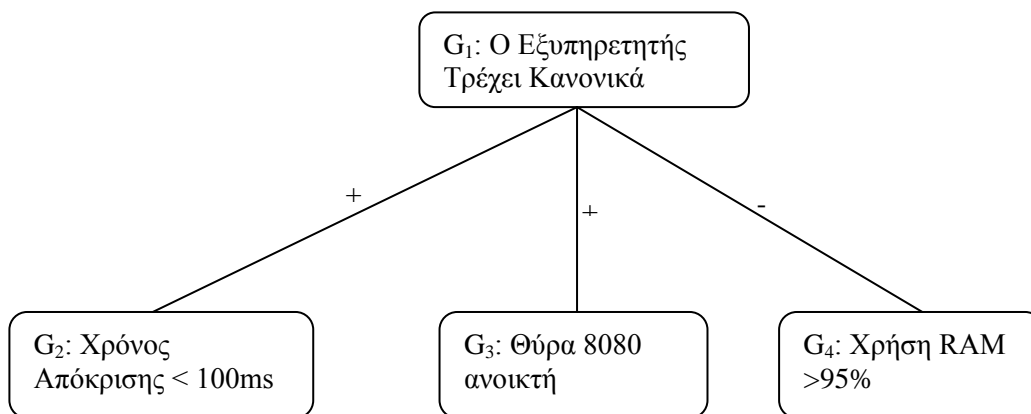 G₁: Ο Εξυπηρετητής
Τρέχει Κανονικά
+
+
-
G₂: Χρόνος
Απόκρισης < 100ms
G₃: Θύρα 8080
ανοικτή
G₄: Χρήση RAM
>95%